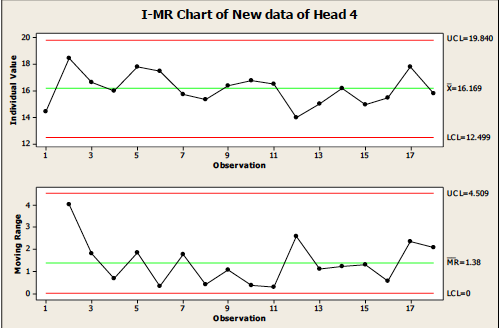 I-MR Chart of New data of Head 4
20
18
16
14
12
Individual Value
UCL=19.840
X̿=16.169
LCL=12.499
1 3 5 7 9 11 13 15 17
Observation
4
3
2
1
0
Moving Range
UCL=4.509
M̅R̅=1.38
LCL=0
1 3 5 7 9 11 13 15 17
Observation